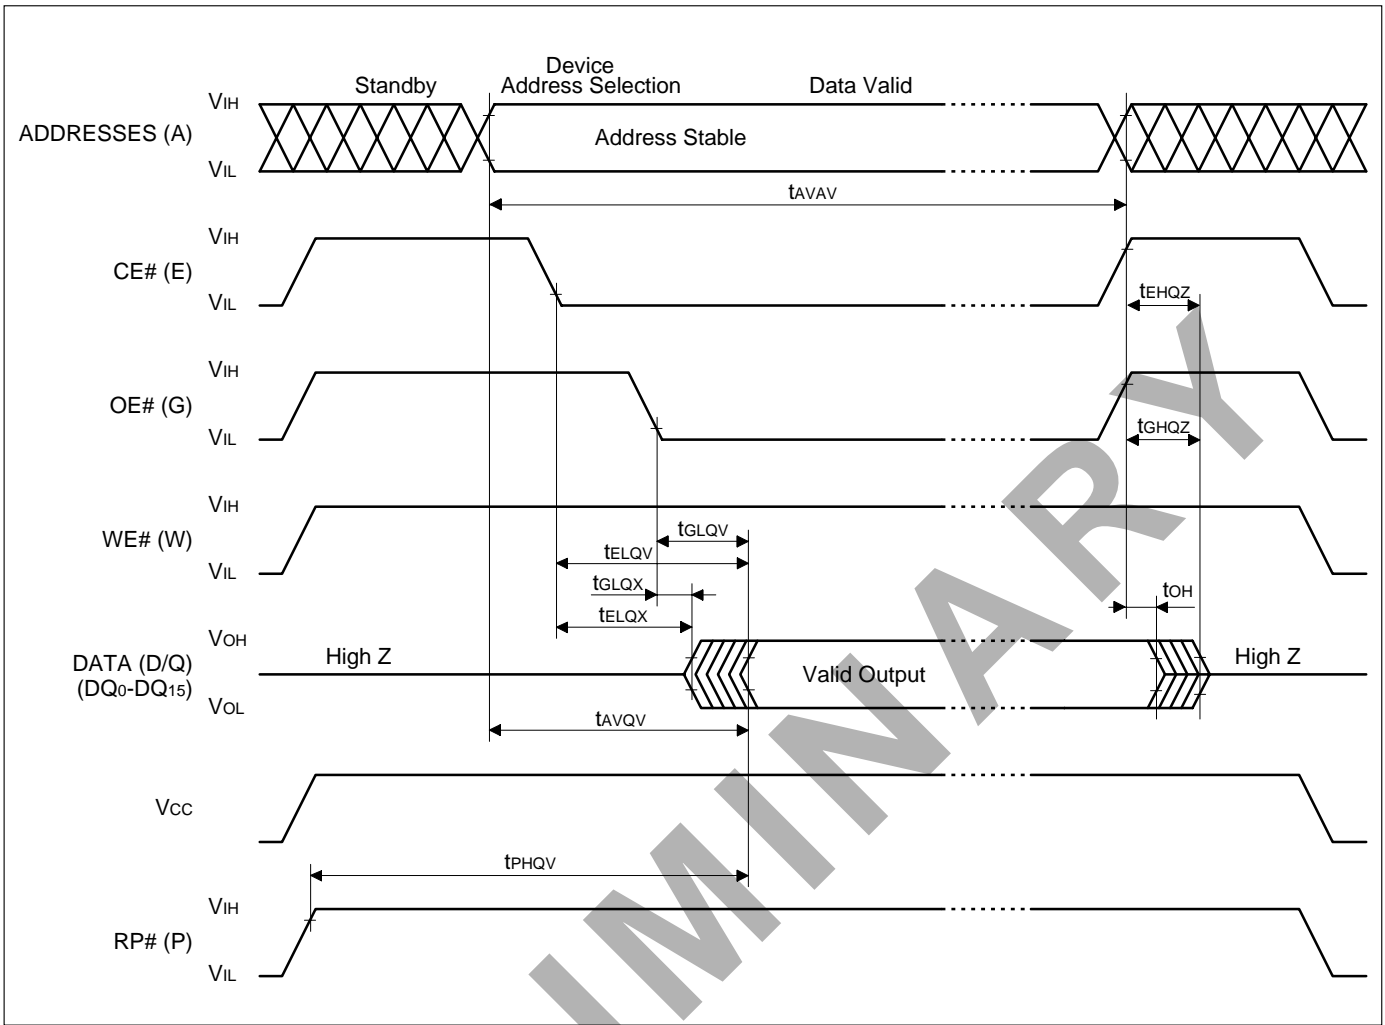 Standby
Device
Address Selection
Data Valid
ADDRESSES (A)
VIH
VIL
Address Stable
tAVAV
CE# (E)
VIH
VIL
tEHQZ
OE# (G)
VIH
VIL
tGHQZ
WE# (W)
VIH
VIL
tGLQV
tELQV
tGLQX
tELQX
tOH
DATA (D/Q)
(DQ0-DQ15)
VOH
VOL
High Z
Valid Output
High Z
tAVQV
VCC
tPHQV
RP# (P)
VIH
VIL
IMINARY